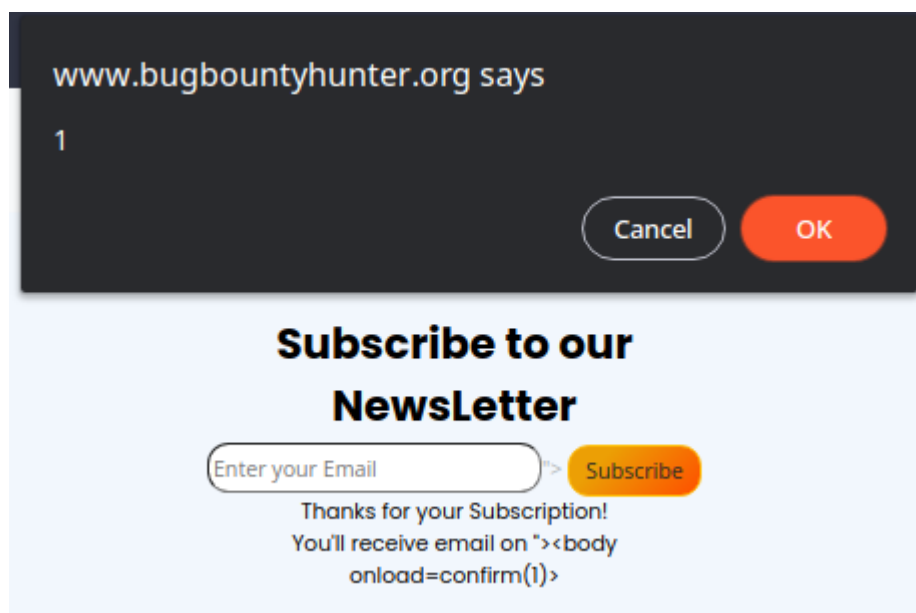 www.bugbountyhunter.org says
1
Cancel OK
Subscribe to our
NewsLetter
Enter your Email "> Subscribe
Thanks for your Subscription!
You'll receive email on "><body
onload=confirm(1)>